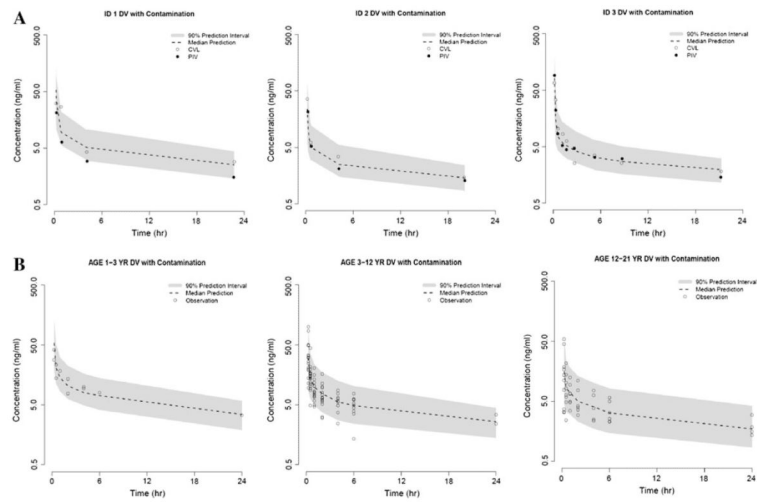 A
ID 1 DV with Contamination
90% Prediction Interval
Median Prediction
CVL
PIV
Concentration (ng/ml)
500.0
50.0
5.0
0.5
0
6
12
18
24
Time (hr)
ID 2 DV with Contamination
90% Prediction Interval
Median Prediction
CVL
PIV
Concentration (ng/ml)
500.0
50.0
5.0
0.5
0
6
12
18
24
Time (hr)
ID 3 DV with Contamination
90% Prediction Interval
Median Prediction
CVL
PIV
Concentration (ng/ml)
500.0
50.0
5.0
0.5
0
6
12
18
24
Time (hr)
B
AGE 1-3 YR DV with Contamination
90% Prediction Interval
Median Prediction
Observation
Concentration (ng/ml)
500.0
50.0
5.0
0.5
0
6
12
18
24
Time (hr)
AGE 3-12 YR DV with Contamination
90% Prediction Interval
Median Prediction
Observation
Concentration (ng/ml)
500.0
50.0
5.0
0.5
0
6
12
18
24
Time (hr)
AGE 12-21 YR DV with Contamination
90% Prediction Interval
Median Prediction
Observation
Concentration (ng/ml)
500.0
50.0
5.0
0.5
0
6
12
18
24
Time (hr)